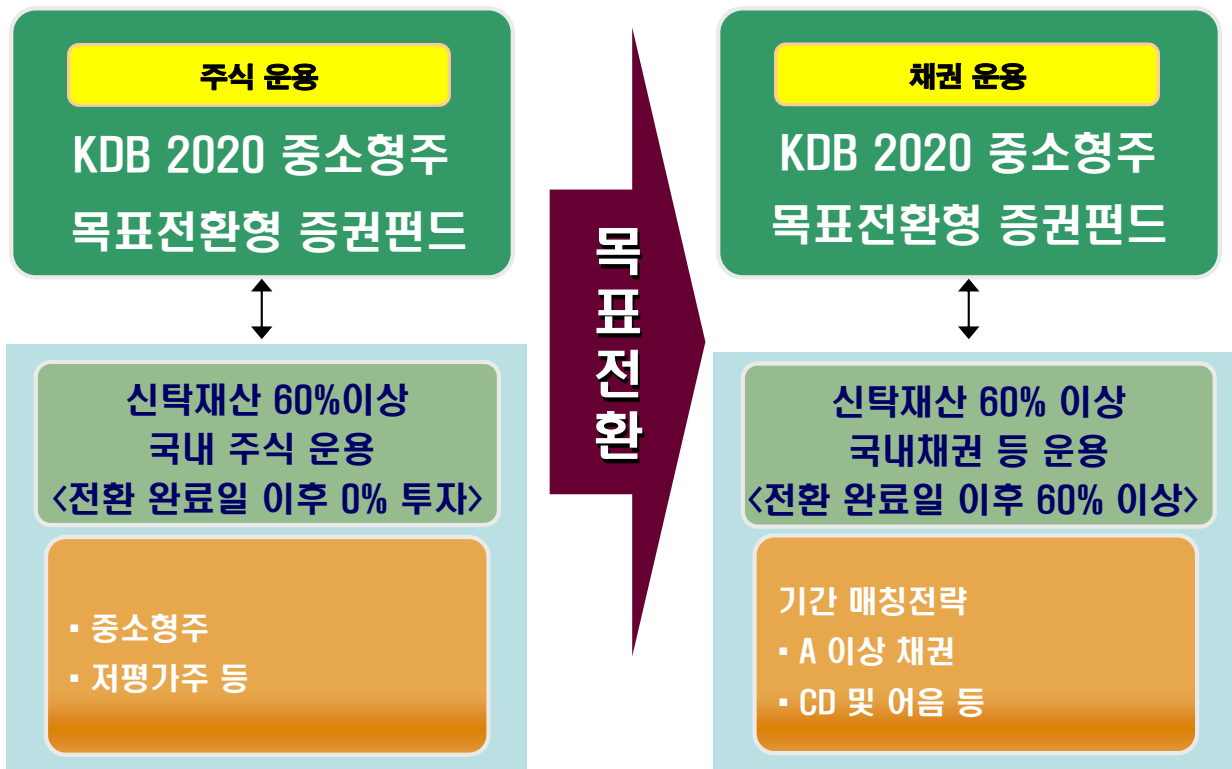 주식 운용
KDB 2020 중소형주
목표전환형 증권펀드
신탁재산 60%이상
국내 주식 운용
<전환 완료일 이후 0% 투자>
▪ 중소형주
▪ 저평가주 등
목표전환
채권 운용
KDB 2020 중소형주
목표전환형 증권펀드
신탁재산 60% 이상
국내채권 등 운용
<전환 완료일 이후 60% 이상>
기간 매칭전략
▪ A 이상 채권
▪ CD 및 어음 등